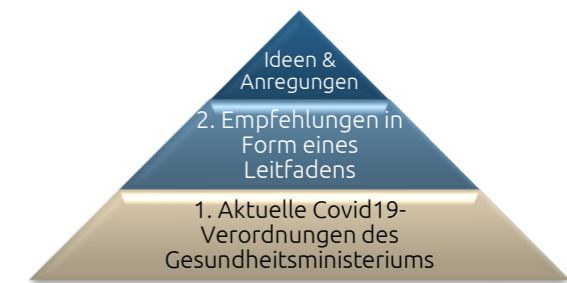 Ideen &
Anregungen
2. Empfehlungen in
Form eines
Leitfadens
1. Aktuelle Covid19-
Verordnungen des
Gesundheitsministeriums